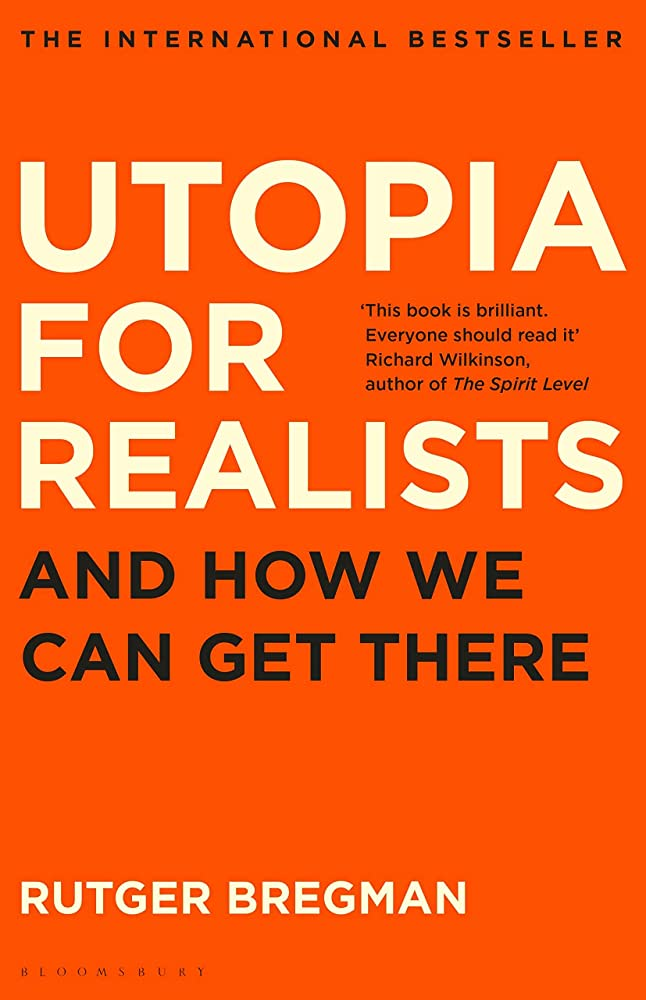 THE INTERNATIONAL BESTSELLER
UTOPIA
FOR
REALISTS
‘This book is brilliant.
Everyone should read it’
Richard Wilkinson,
author of The Spirit Level
AND HOW WE
CAN GET THERE
RUTGER BREGMAN
BLOOMSBURY